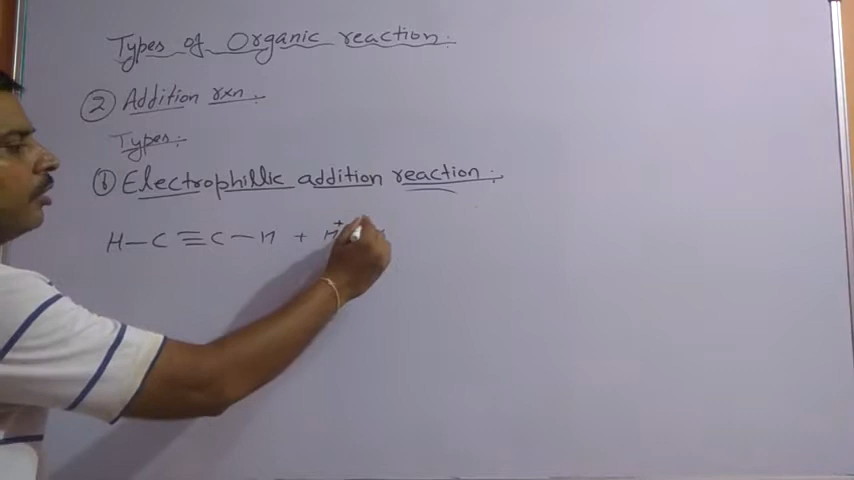 Types of Organic reaction.
② Addition rxn.
Types:
① Electrophillic addition reaction.
H—C≡C—H + H⁺